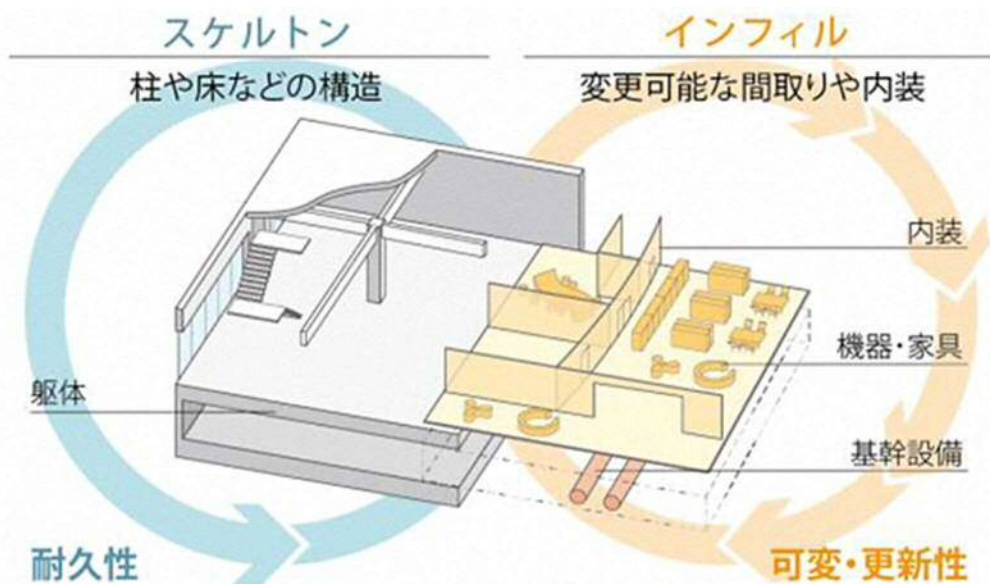 スケルトン
柱や床などの構造
インフィル
変更可能な間取りや内装
内装
機器・家具
躯体
基幹設備
耐久性
可変・更新性